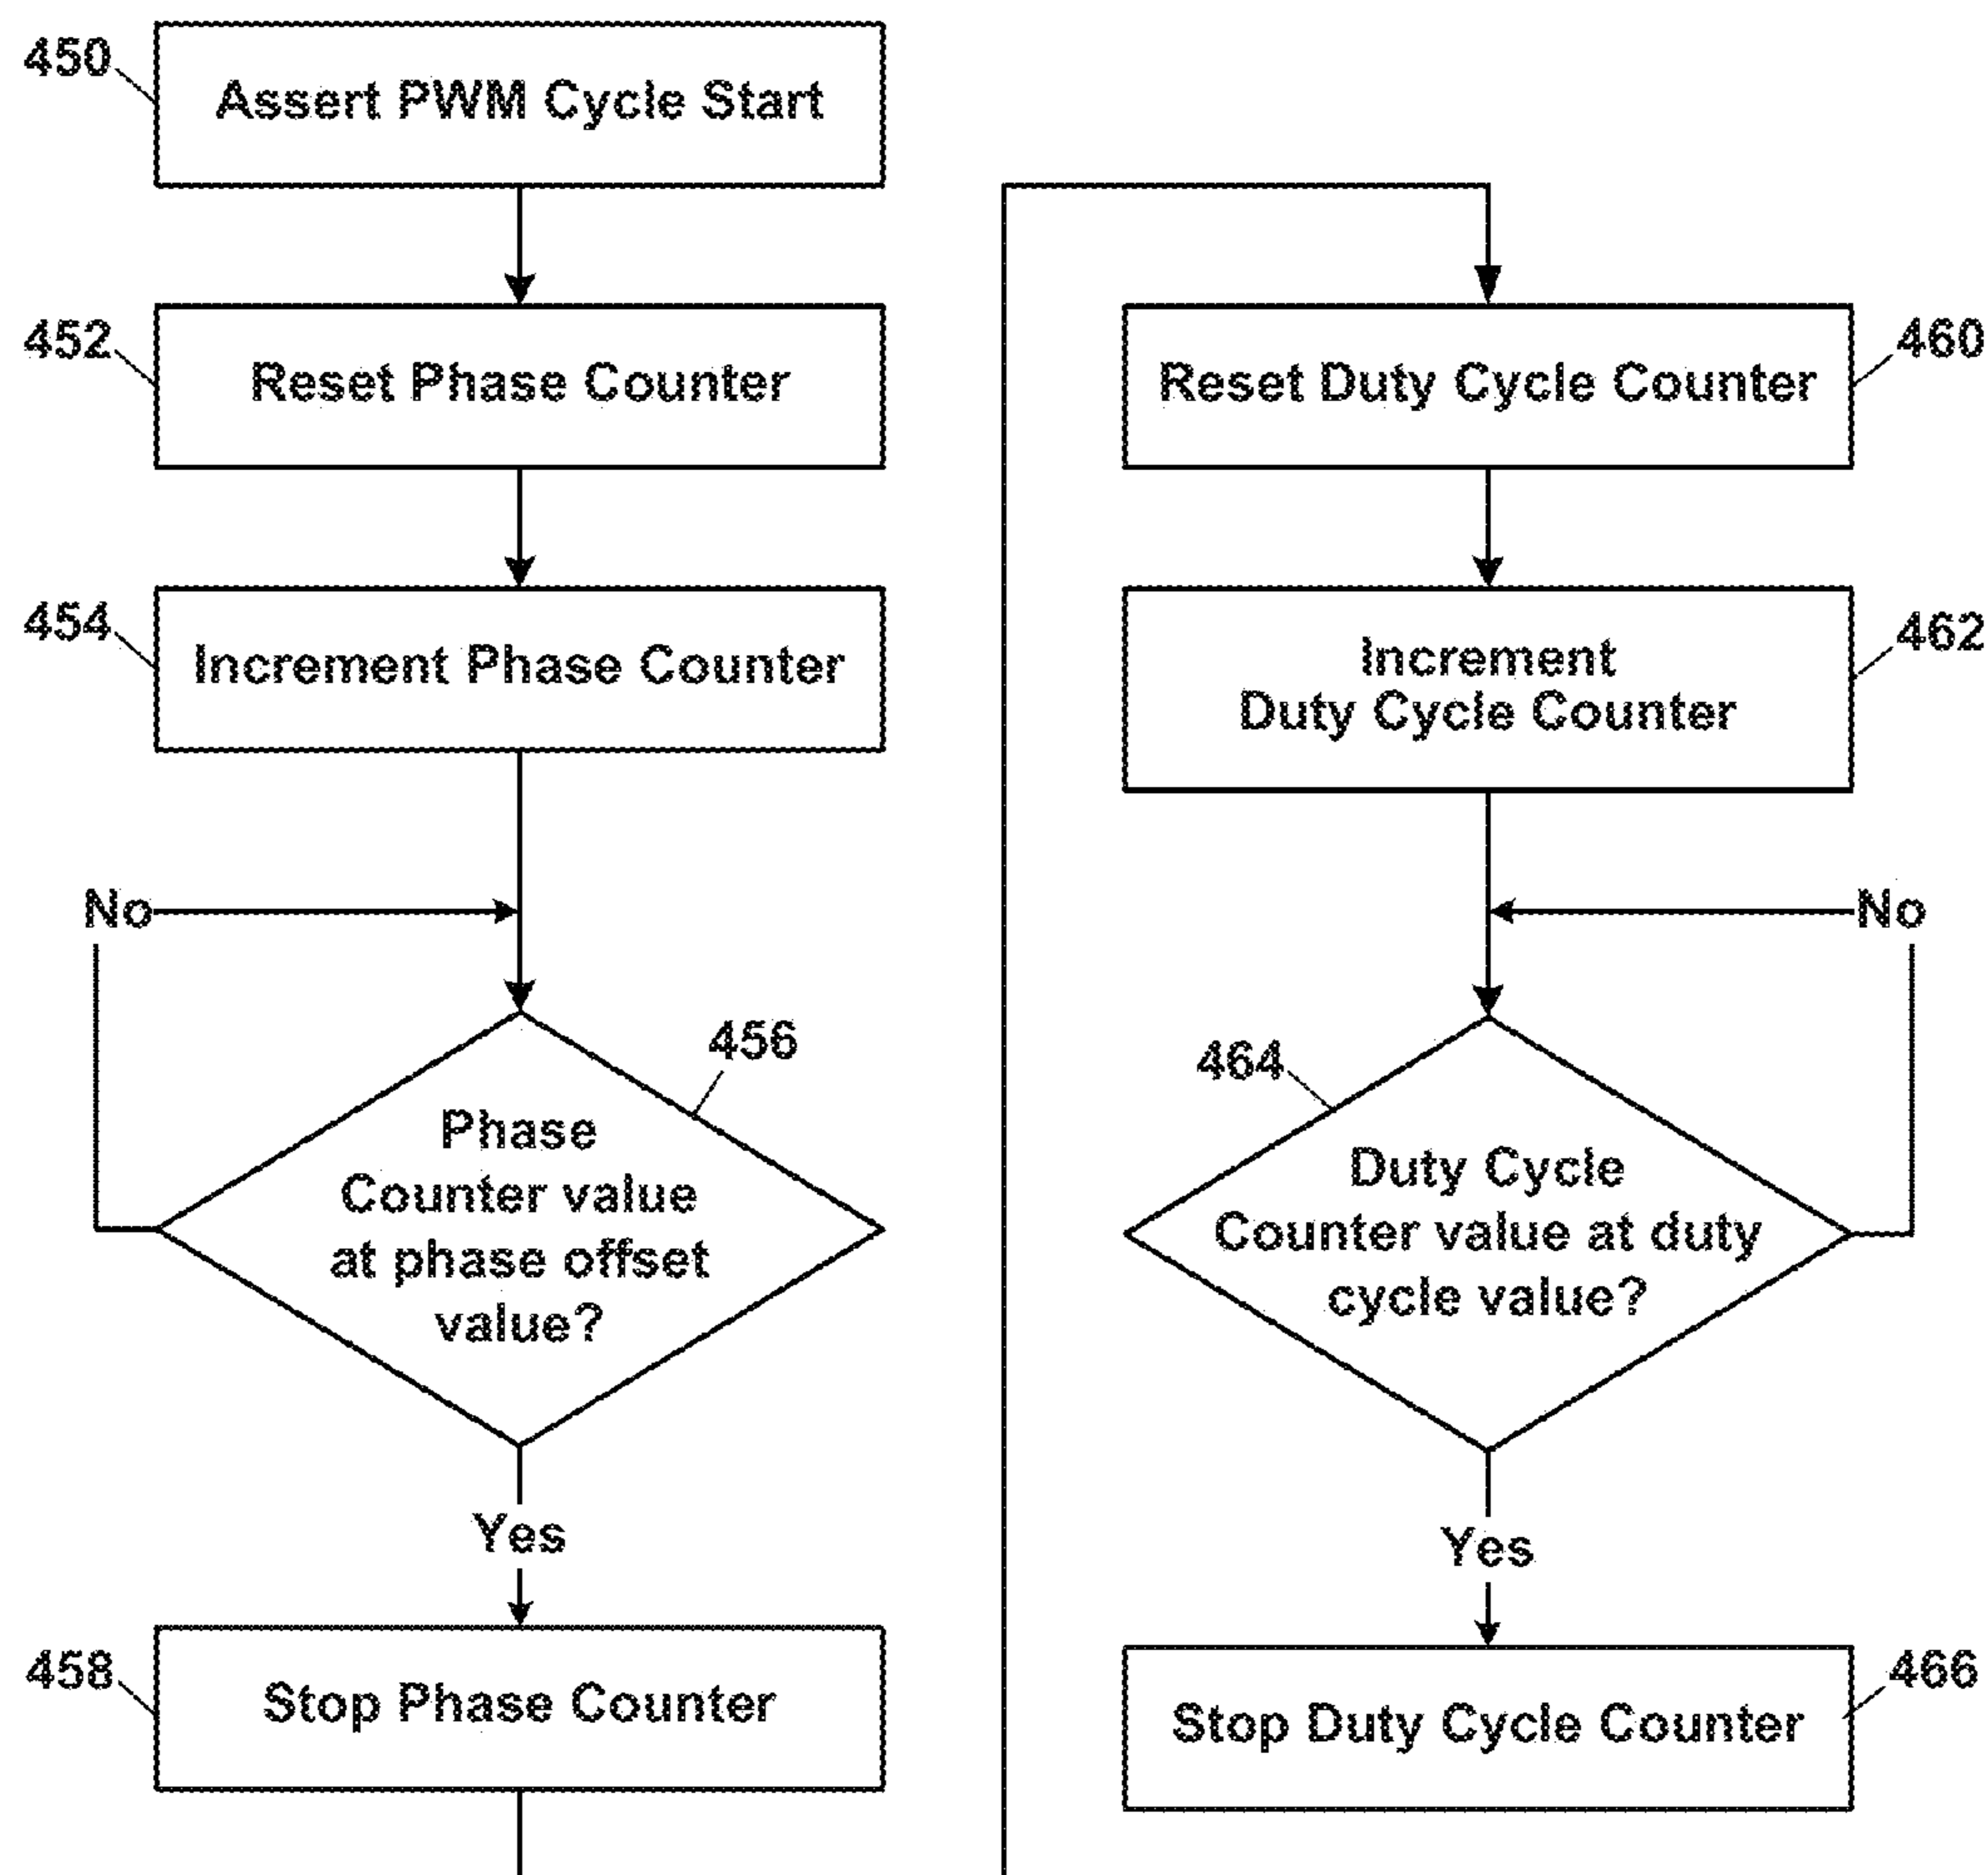 450
Assert PWM Cycle Start
452
Reset Phase Counter
454
Increment Phase Counter
No
456
Phase
Counter value
at phase offset
value?
Yes
458
Stop Phase Counter
460
Reset Duty Cycle Counter
462
Increment
Duty Cycle Counter
No
464
Duty Cycle
Counter value at duty
cycle value?
Yes
466
Stop Duty Cycle Counter